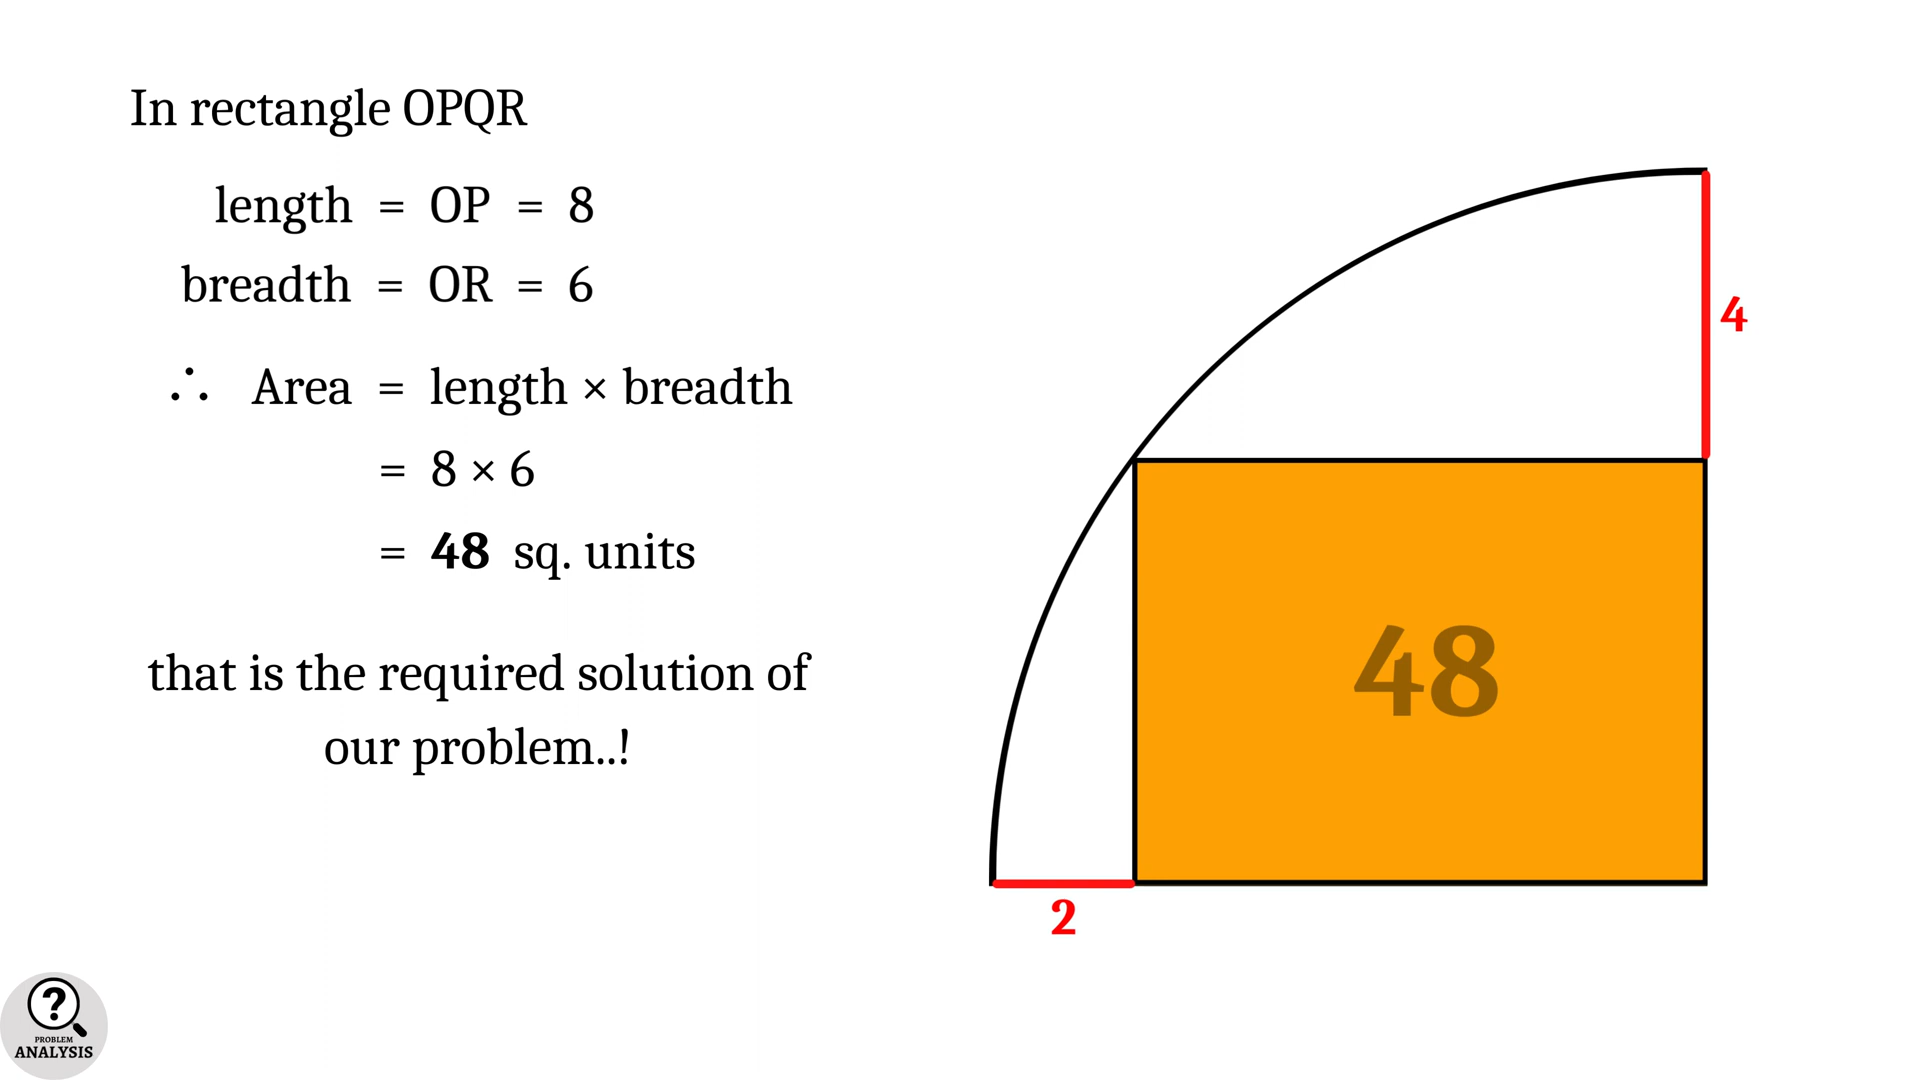 In rectangle OPQR
length = OP = 8
breadth = OR = 6
∴ Area = length × breadth
= 8 × 6
= 48 sq. units
that is the required solution of
our problem..!
4
48
2
?
PROBLEM
ANALYSIS